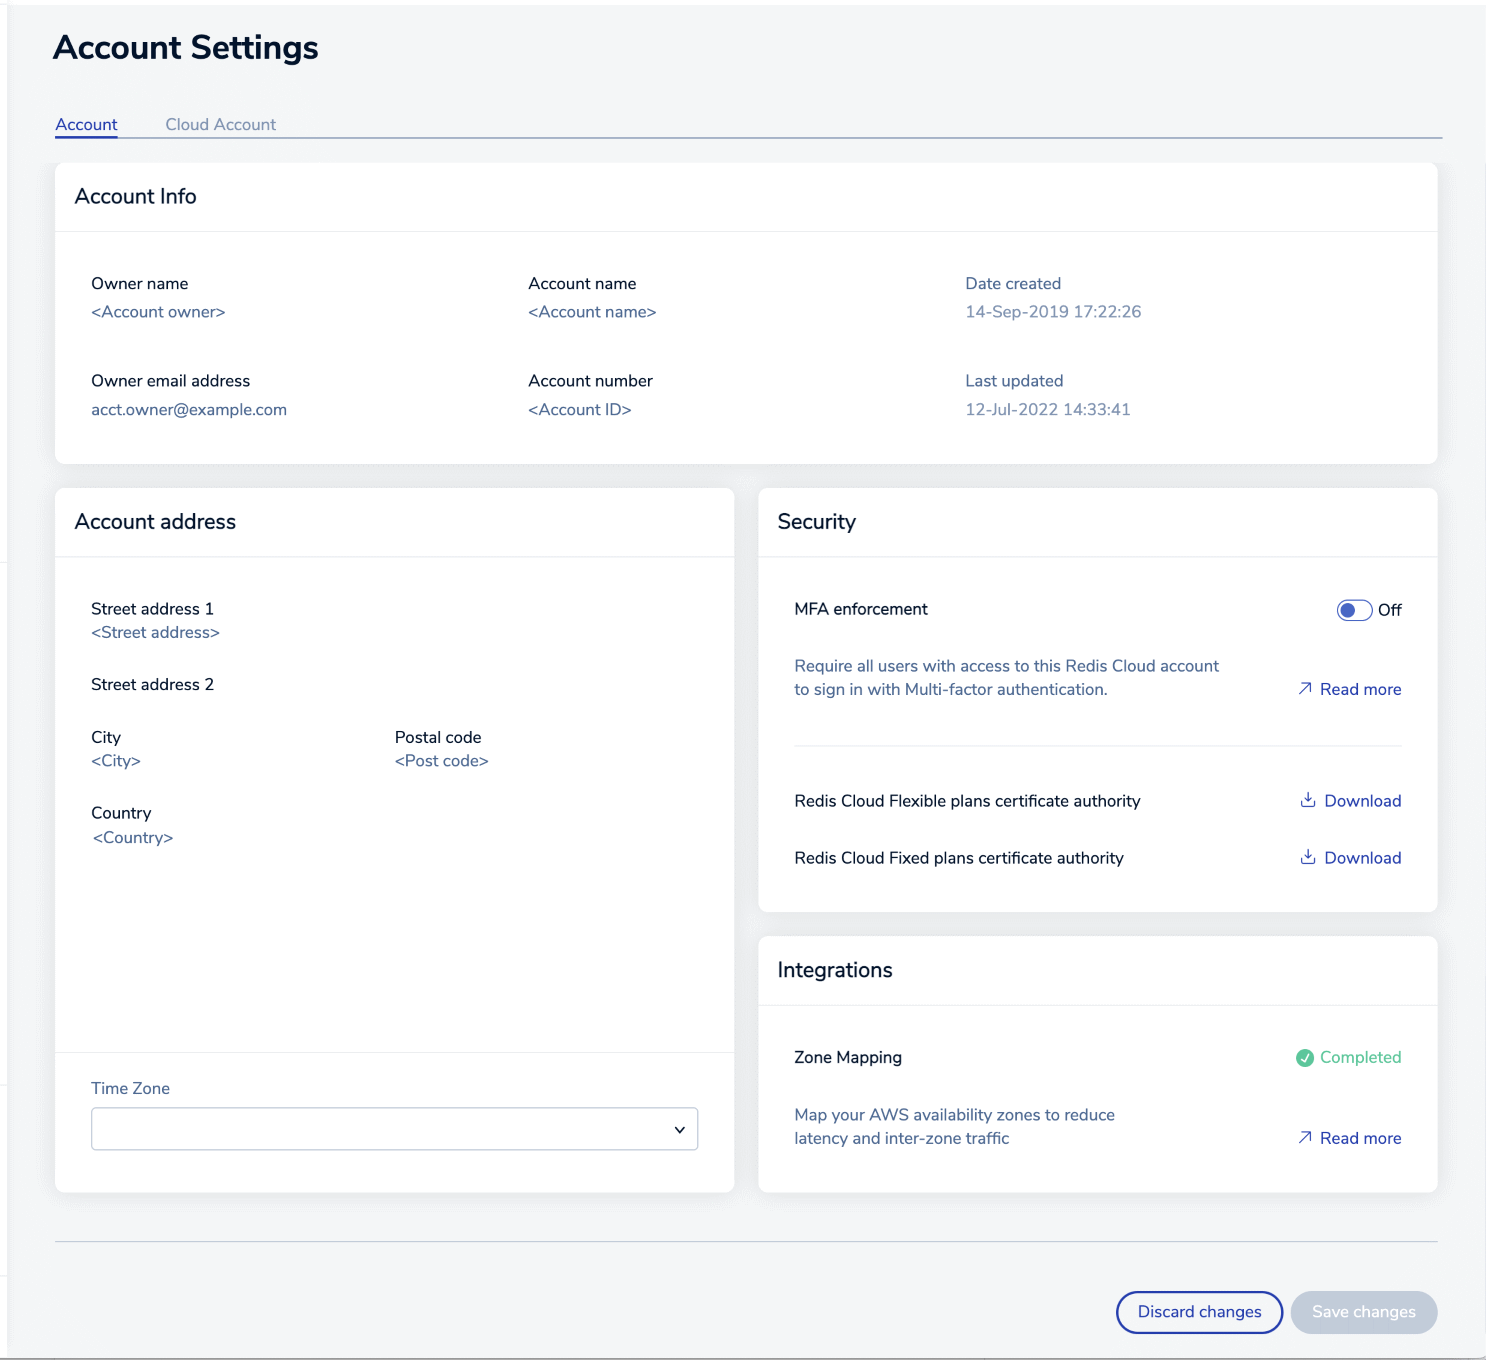 Account Settings
Account
Cloud Account
Account Info
Owner name
<Account owner>
Account name
<Account name>
Date created
14-Sep-2019 17:22:26
Owner email address
acct.owner@example.com
Account number
<Account ID>
Last updated
12-Jul-2022 14:33:41
Account address
Street address 1
<Street address>
Street address 2
City
<City>
Postal code
<Post code>
Country
<Country>
Time Zone
Security
MFA enforcement
Off
Require all users with access to this Redis Cloud account
to sign in with Multi-factor authentication.
Read more
Redis Cloud Flexible plans certificate authority
Download
Redis Cloud Fixed plans certificate authority
Download
Integrations
Zone Mapping
Completed
Map your AWS availability zones to reduce
latency and inter-zone traffic
Read more
Discard changes
Save changes